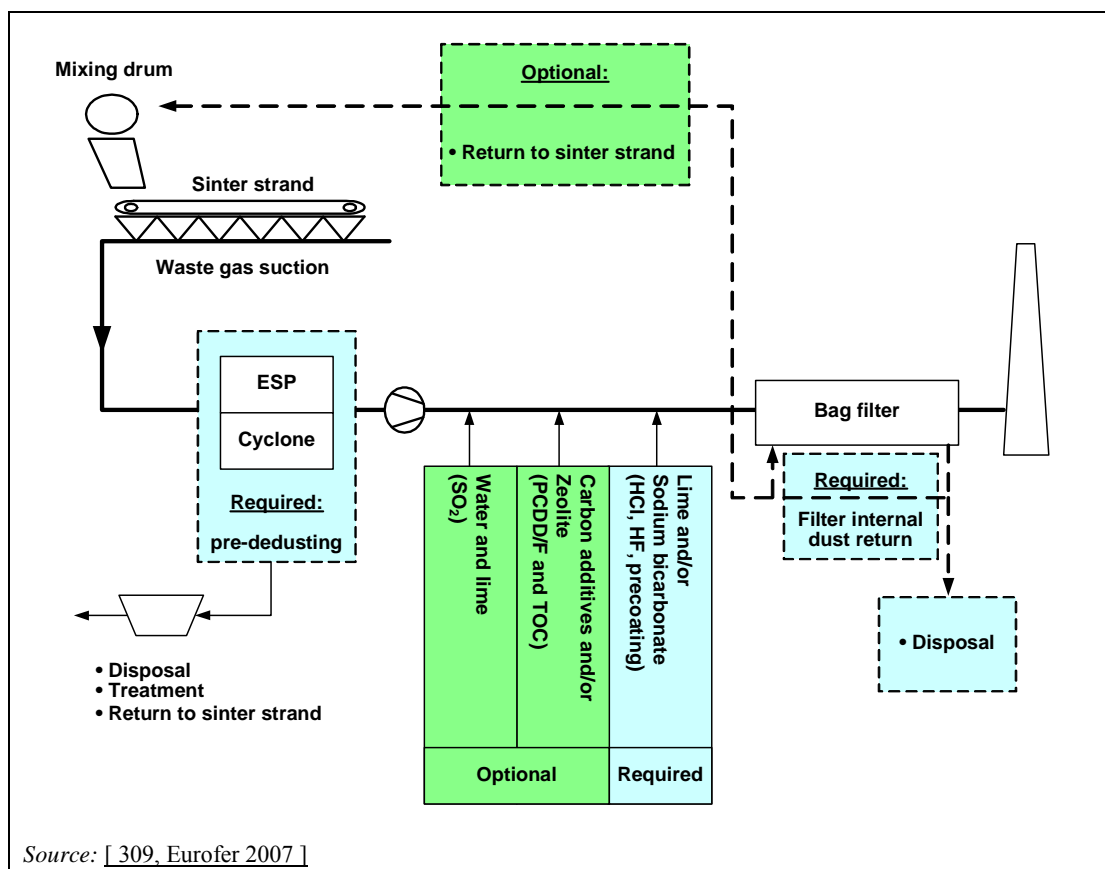 Optional:
• Return to sinter strand
Mixing drum
Sinter strand
Waste gas suction
ESP
Cyclone
Required:
pre-dedusting
• Disposal
• Treatment
• Return to sinter strand
Water and lime
(SO₂)
Carbon additives and/or
Zeolite
(PCDD/F and TOC)
Lime and/or
Sodium bicarbonate
(HCl, HF, precoating)
Optional
Required
Bag filter
Required:
Filter internal
dust return
• Disposal
Source: [ 309, Eurofer 2007 ]